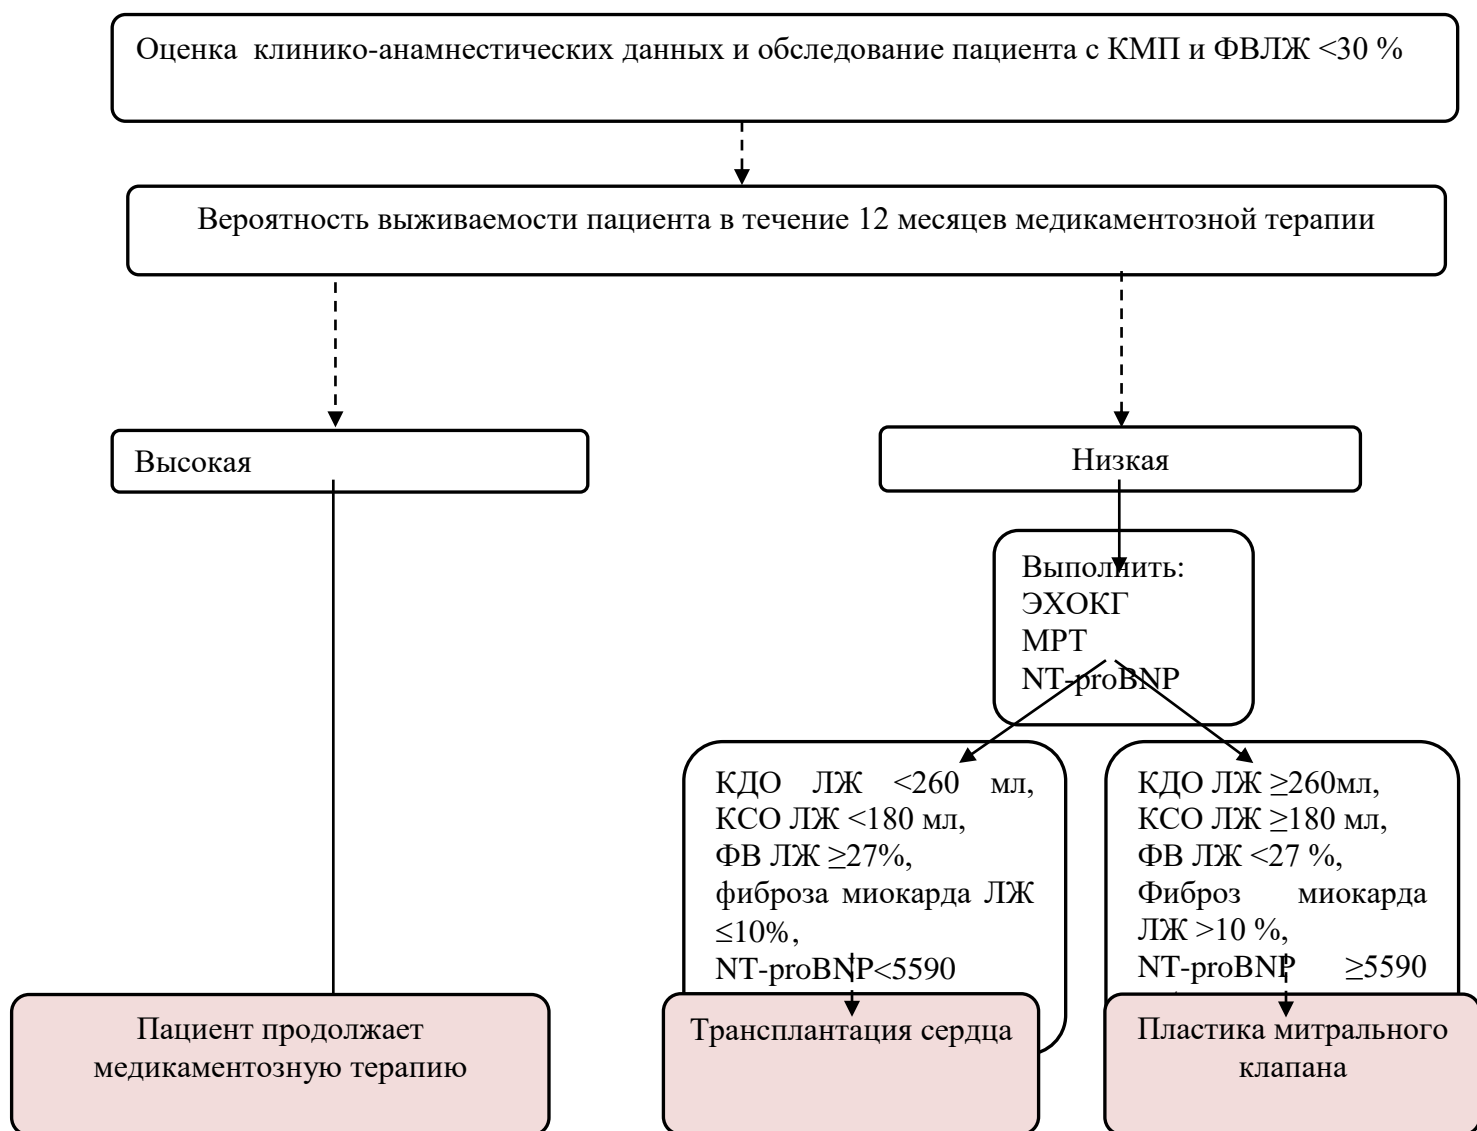 Оценка клинико-анамнестических данных и обследование пациента с КМП и ФВЛЖ <30 %
Вероятность выживаемости пациента в течение 12 месяцев медикаментозной терапии
Высокая
Низкая
Выполнить:
ЭХОКГ
МРТ
NT-proBNP
КДО ЛЖ <260 мл,
КСО ЛЖ <180 мл,
ФВ ЛЖ ≥27%,
фиброза миокарда ЛЖ
≤10%,
NT-proBNP<5590
КДО ЛЖ ≥260мл,
КСО ЛЖ ≥180 мл,
ФВ ЛЖ <27 %,
Фиброз миокарда
ЛЖ >10 %,
NT-proBNP ≥5590
Пациент продолжает
медикаментозную терапию
Трансплантация сердца
Пластика митрального
клапана